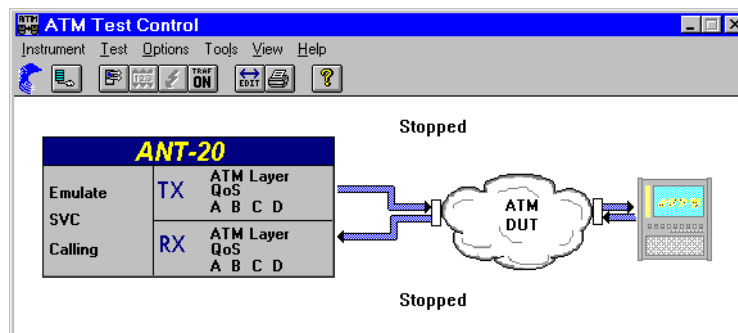 ATM Test Control
Instrument Test Options Tools View Help
TRAF
ON
EDIT
?
Stopped
ANT-20
Emulate
SVC
Calling
TX
ATM Layer
QoS
A B C D
RX
ATM Layer
QoS
A B C D
ATM
DUT
Stopped